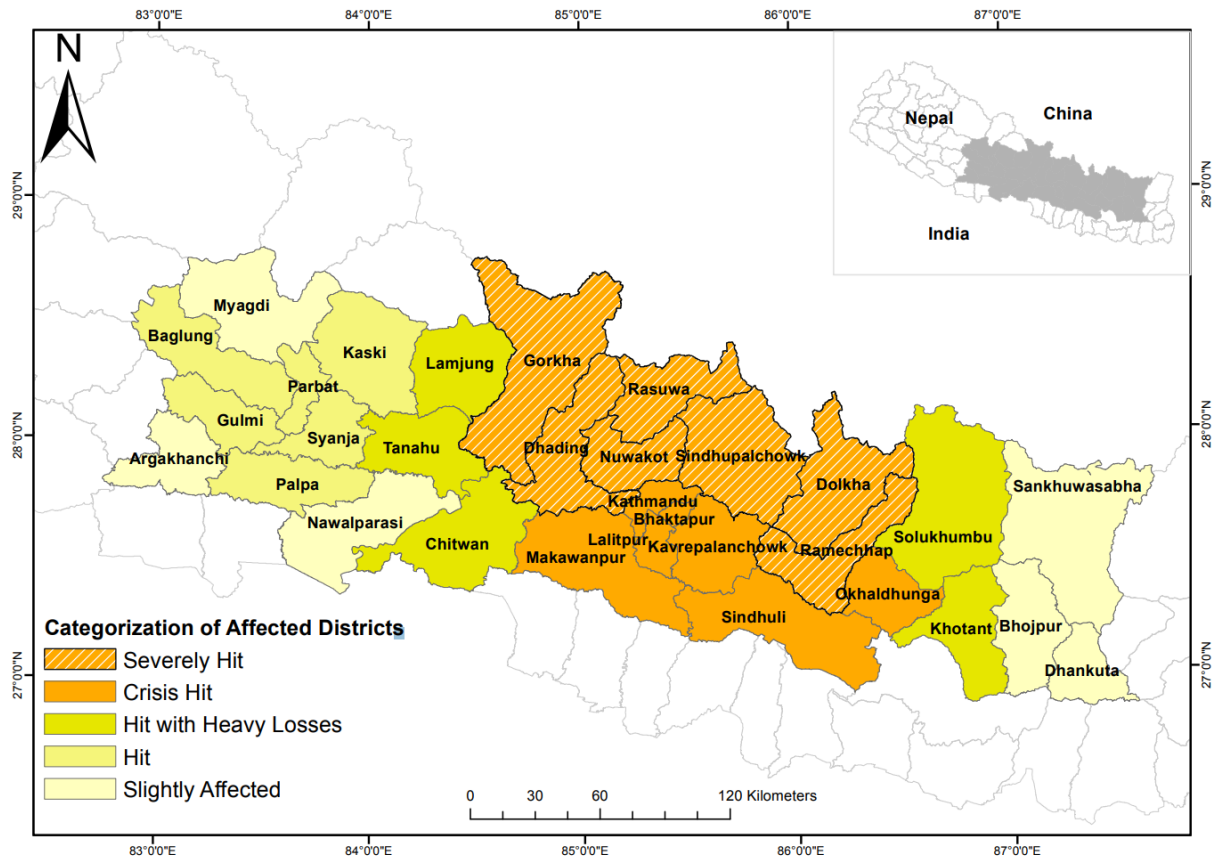 83°0'0"E 84°0'0"E 85°0'0"E 86°0'0"E 87°0'0"E
N
China
Nepal
India
29°0'0"N 29°0'0"N
Myagdi
Baglung
Kaski
Lamjung
Gorkha
Rasuwa
Parbat
Gulmi
Syanja
Tanahu
Dhading
Nuwakot
Sindhupalchowk
Dolkha
28°0'0"N 28°0'0"N
Argakhanchi
Palpa
Sankhuwasabha
Nawalparasi
Kathmandu
Bhaktapur
Chitwan
Lalitpur
Makawanpur
Kavrepalanchowk
Ramechhap
Solukhumbu
Okhaldhunga
Sindhuli
Khotant
Bhojpur
Dhankuta
27°0'0"N 27°0'0"N
Categorization of Affected Districts
Severely Hit
Crisis Hit
Hit with Heavy Losses
Hit
Slightly Affected
0 30 60 120 Kilometers
83°0'0"E 84°0'0"E 85°0'0"E 86°0'0"E 87°0'0"E